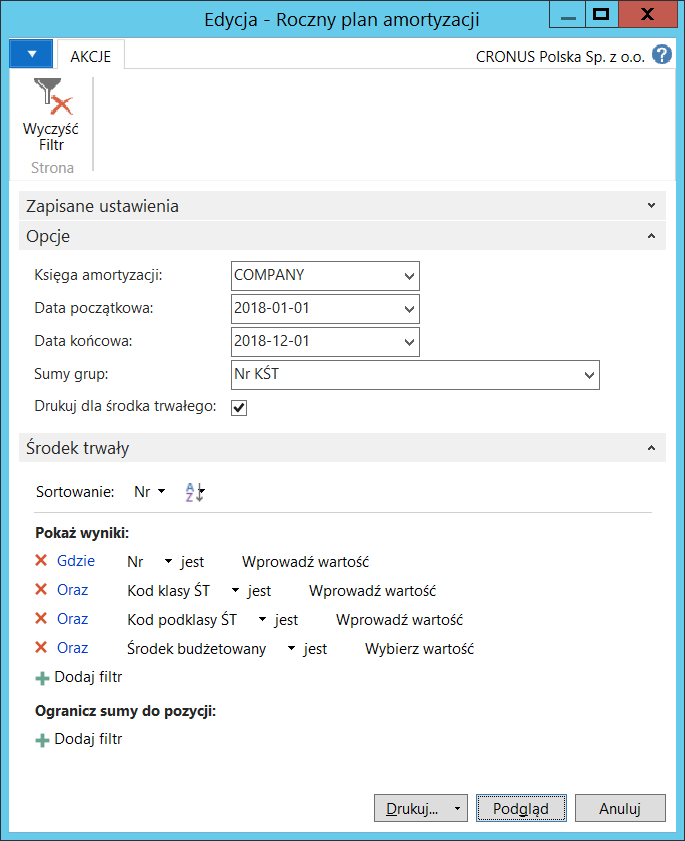 Edycja - Roczny plan amortyzacji
AKCJE
CRONUS Polska Sp. z o.o.
?
Wyczyść
Filtr
Strona
Zapisane ustawienia
Opcje
Księga amortyzacji: COMPANY
Data początkowa: 2018-01-01
Data końcowa: 2018-12-01
Sumy grup: Nr KŚT
Drukuj dla środka trwałego:
Środek trwały
Sortowanie: Nr AZ
Pokaż wyniki:
Gdzie Nr jest Wprowadź wartość
Oraz Kod klasy ŚT jest Wprowadź wartość
Oraz Kod podklasy ŚT jest Wprowadź wartość
Oraz Środek budżetowany jest Wybierz wartość
Dodaj filtr
Ogranicz sumy do pozycji:
Dodaj filtr
Drukuj... Podgląd Anuluj